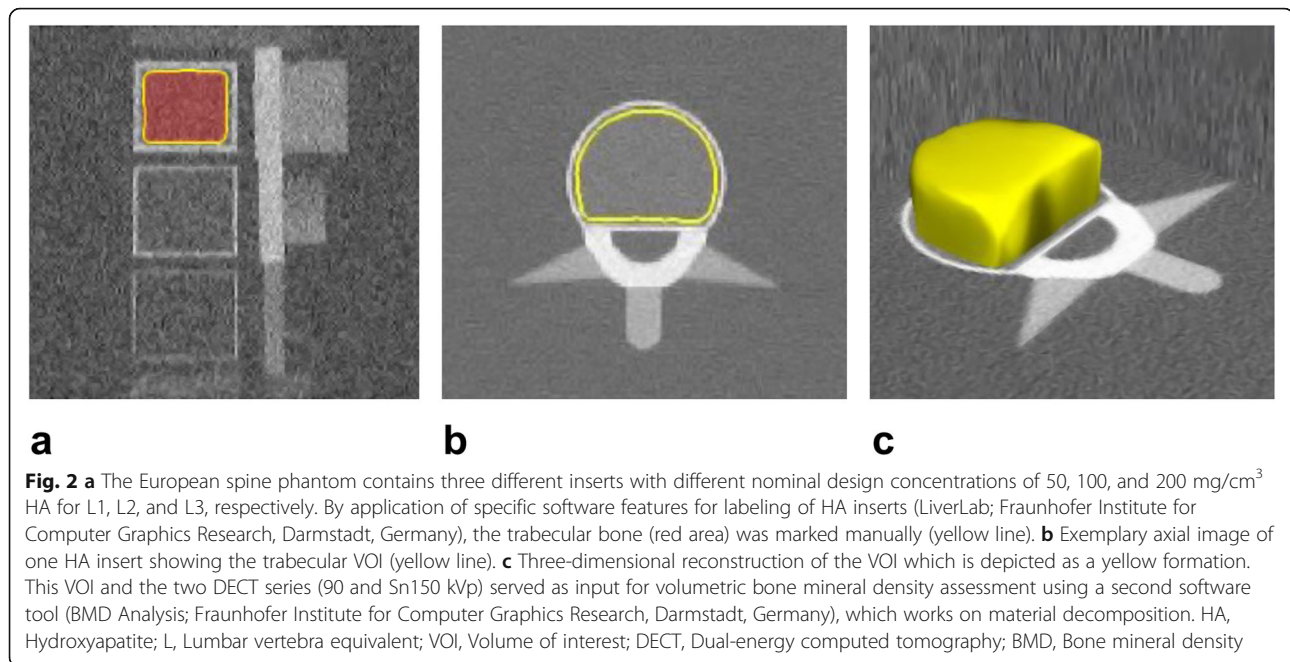 a
b
c
Fig. 2 a The European spine phantom contains three different inserts with different nominal design concentrations of 50, 100, and 200 mg/cm³
HA for L1, L2, and L3, respectively. By application of specific software features for labeling of HA inserts (LiverLab; Fraunhofer Institute for
Computer Graphics Research, Darmstadt, Germany), the trabecular bone (red area) was marked manually (yellow line). b Exemplary axial image of
one HA insert showing the trabecular VOI (yellow line). c Three-dimensional reconstruction of the VOI which is depicted as a yellow formation.
This VOI and the two DECT series (90 and Sn150 kVp) served as input for volumetric bone mineral density assessment using a second software
tool (BMD Analysis; Fraunhofer Institute for Computer Graphics Research, Darmstadt, Germany), which works on material decomposition. HA,
Hydroxyapatite; L, Lumbar vertebra equivalent; VOI, Volume of interest; DECT, Dual-energy computed tomography; BMD, Bone mineral density